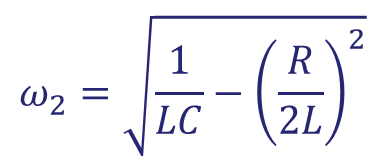 ω₂ = √(1/LC − (R/2L)²)